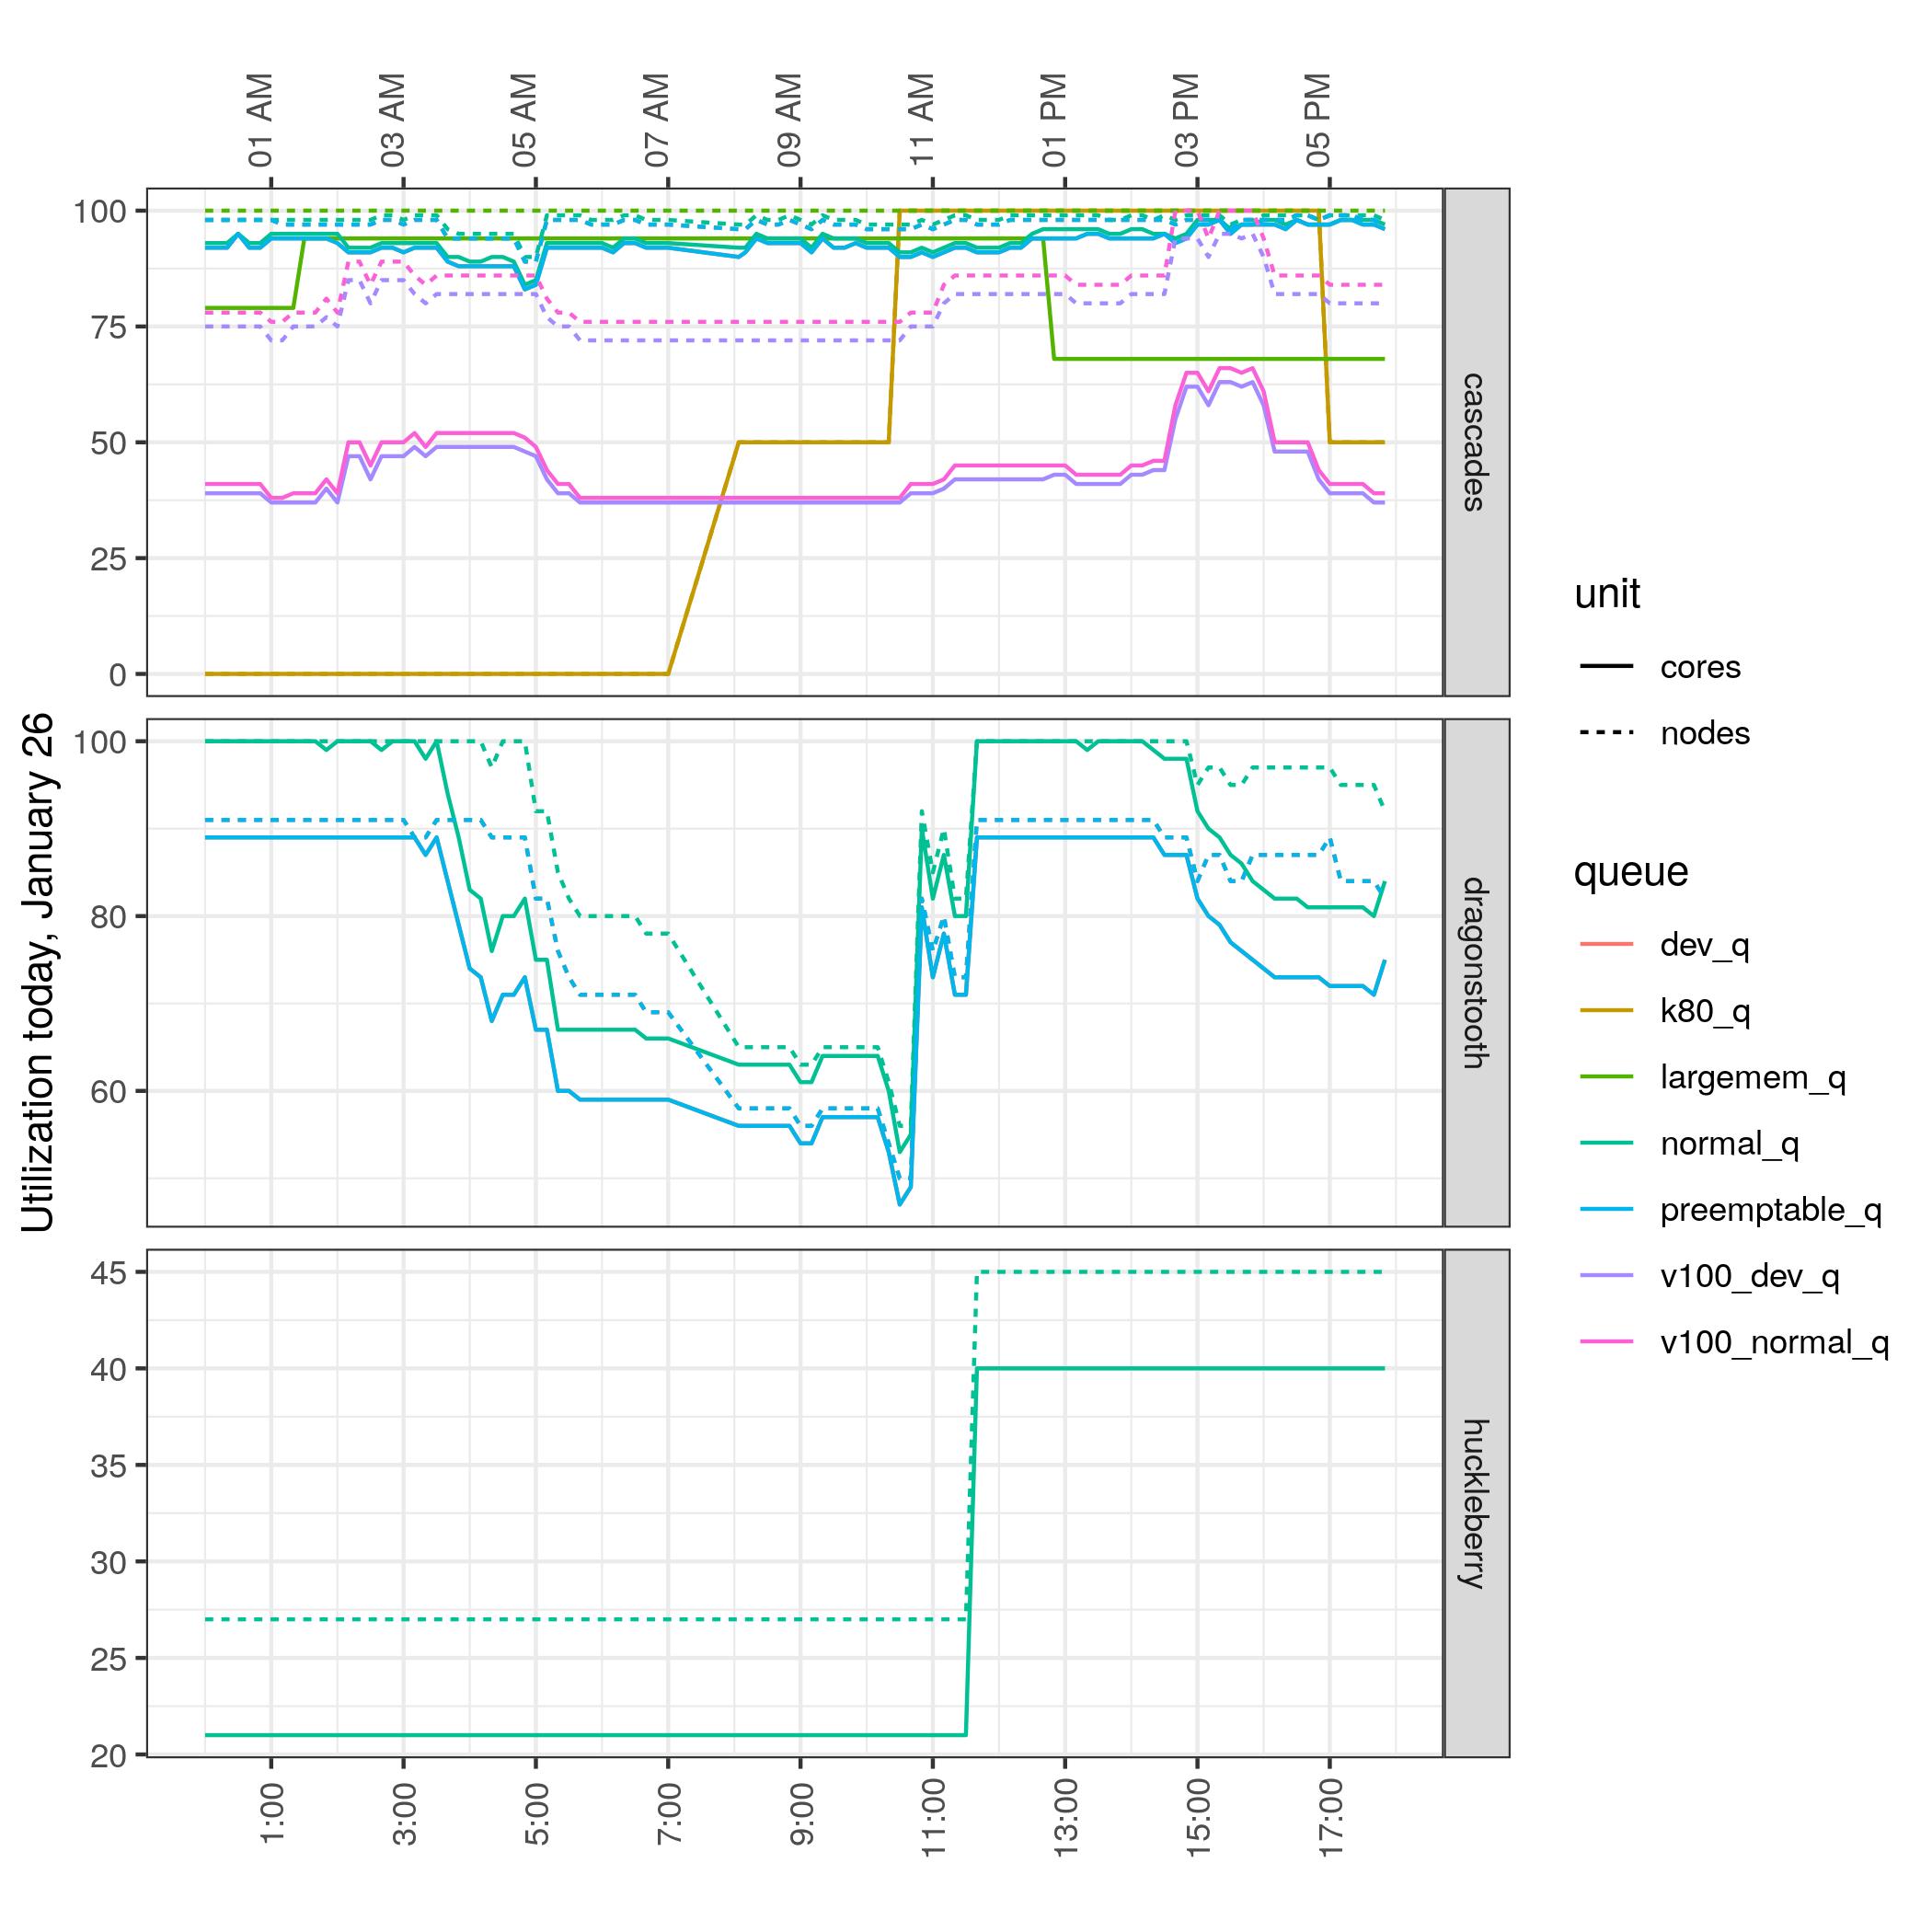 01 AM
03 AM
05 AM
07 AM
09 AM
11 AM
01 PM
03 PM
05 PM
Utilization today, January 26
100
75
50
25
0
cascades
100
80
60
dragonstooth
45
40
35
30
25
20
huckleberry
1:00
3:00
5:00
7:00
9:00
11:00
13:00
15:00
17:00
unit
cores
nodes
queue
dev_q
k80_q
largemem_q
normal_q
preemptable_q
v100_dev_q
v100_normal_q